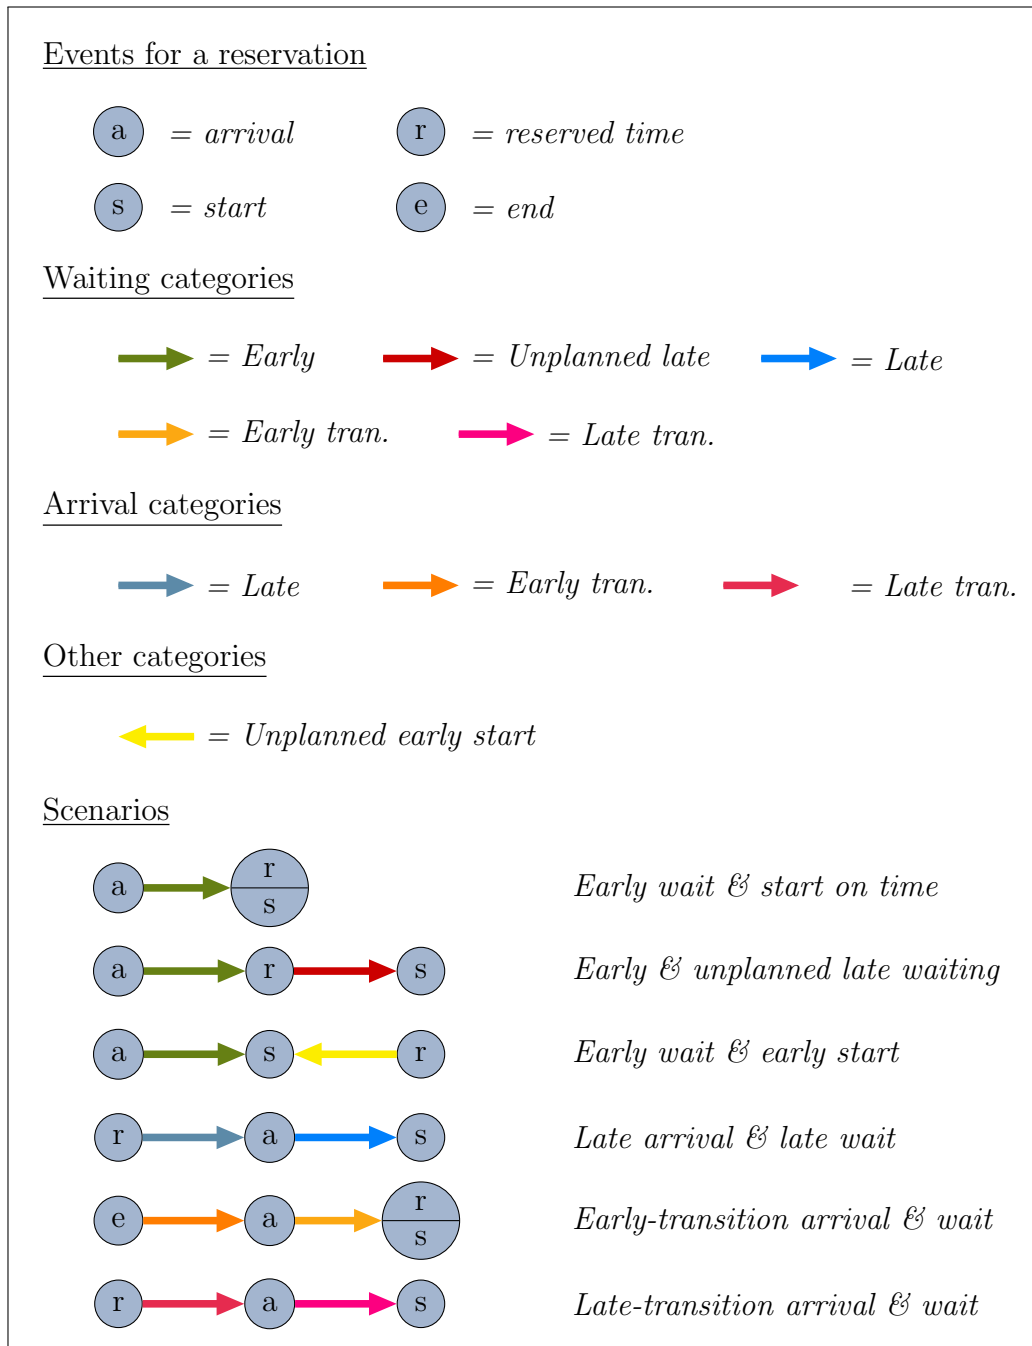 Events for a reservation
a = arrival r = reserved time
s = start e = end
Waiting categories
= Early = Unplanned late = Late
= Early tran. = Late tran.
Arrival categories
= Late = Early tran. = Late tran.
Other categories
= Unplanned early start
Scenarios
a r s Early wait & start on time
a r s Early & unplanned late waiting
a s r Early wait & early start
r a s Late arrival & late wait
e a r s Early-transition arrival & wait
r a s Late-transition arrival & wait